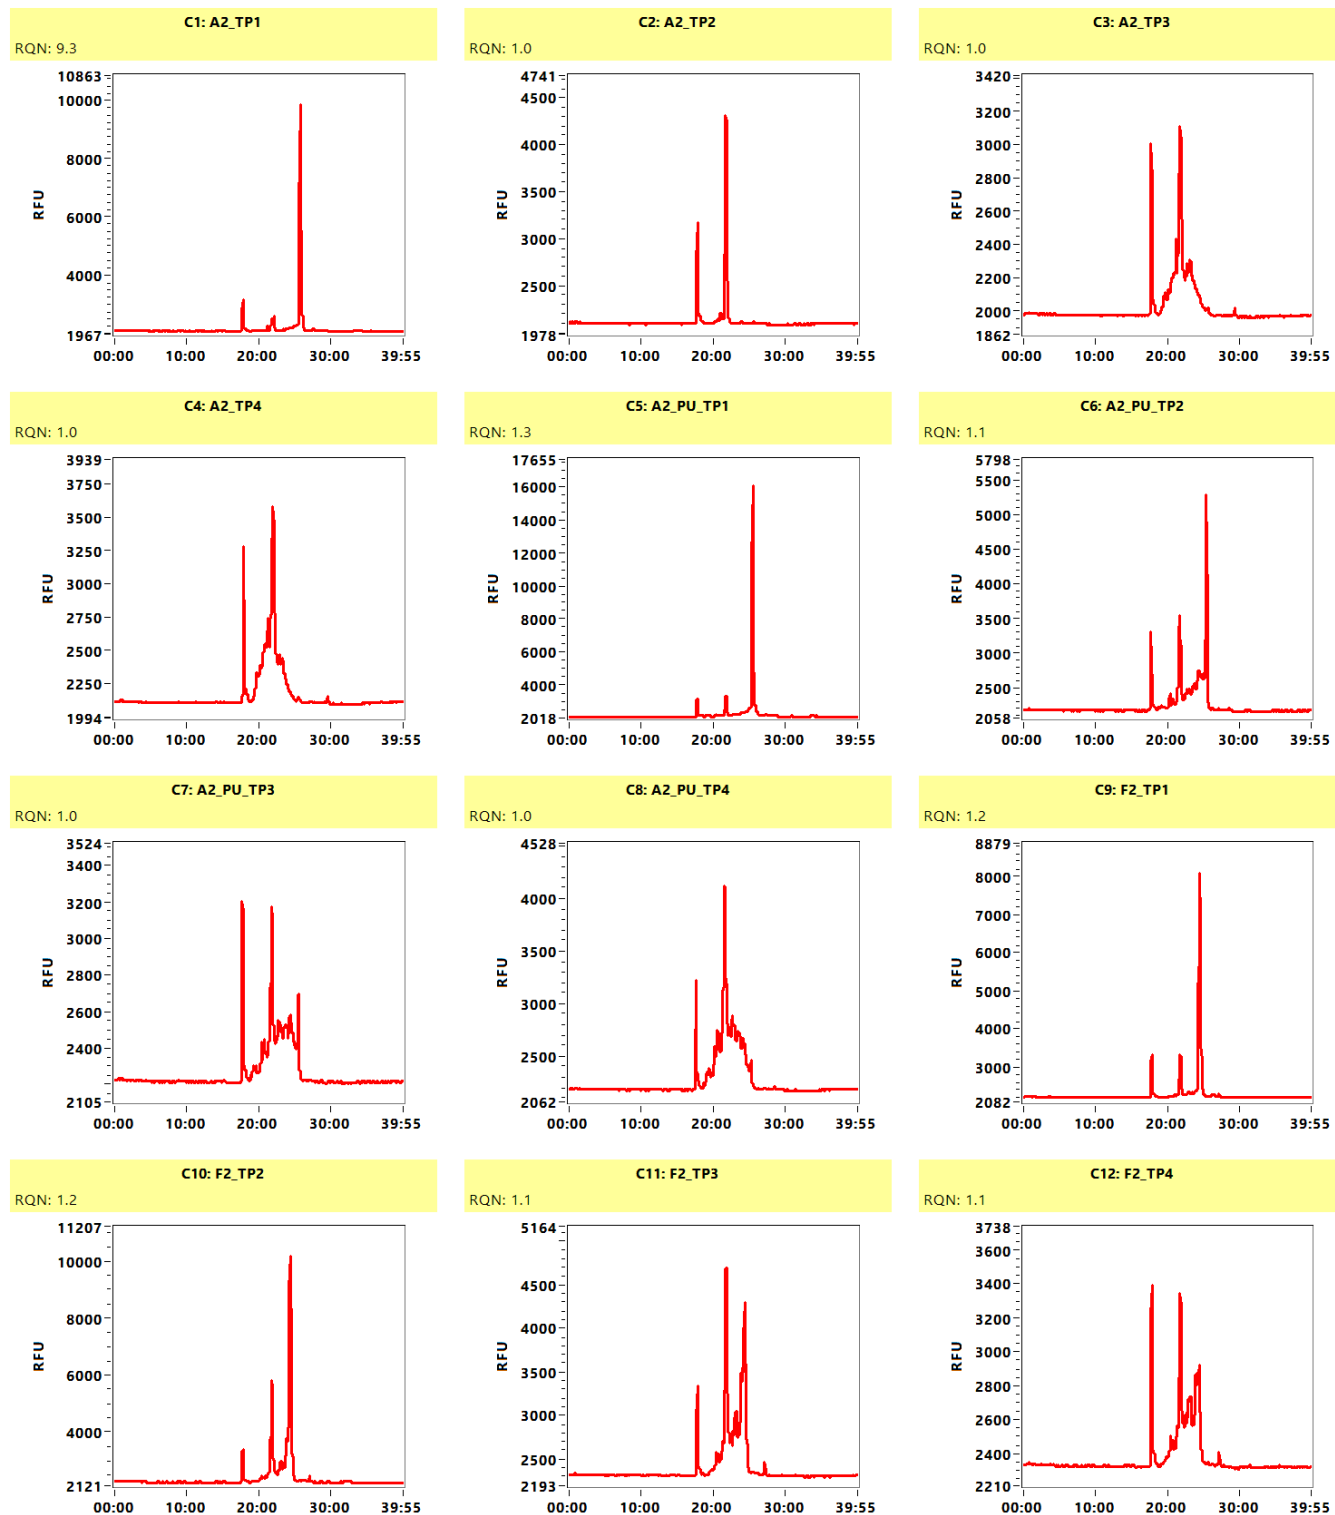 C1: A2_TP1
RQN: 9.3
10863
10000
8000
6000
4000
1967
RFU
00:00 10:00 20:00 30:00 39:55
C2: A2_TP2
RQN: 1.0
4741
4500
4000
3500
3000
2500
1978
RFU
00:00 10:00 20:00 30:00 39:55
C3: A2_TP3
RQN: 1.0
3420
3200
3000
2800
2600
2400
2200
2000
1862
RFU
00:00 10:00 20:00 30:00 39:55
C4: A2_TP4
RQN: 1.0
3939
3750
3500
3250
3000
2750
2500
2250
1994
RFU
00:00 10:00 20:00 30:00 39:55
C5: A2_PU_TP1
RQN: 1.3
17655
16000
14000
12000
10000
8000
6000
4000
2018
RFU
00:00 10:00 20:00 30:00 39:55
C6: A2_PU_TP2
RQN: 1.1
5798
5500
5000
4500
4000
3500
3000
2500
2058
RFU
00:00 10:00 20:00 30:00 39:55
C7: A2_PU_TP3
RQN: 1.0
3524
3400
3200
3000
2800
2600
2400
2105
RFU
00:00 10:00 20:00 30:00 39:55
C8: A2_PU_TP4
RQN: 1.0
4528
4000
3500
3000
2500
2062
RFU
00:00 10:00 20:00 30:00 39:55
C9: F2_TP1
RQN: 1.2
8879
8000
7000
6000
5000
4000
3000
2082
RFU
00:00 10:00 20:00 30:00 39:55
C10: F2_TP2
RQN: 1.2
11207
10000
8000
6000
4000
2121
RFU
00:00 10:00 20:00 30:00 39:55
C11: F2_TP3
RQN: 1.1
5164
4500
4000
3500
3000
2500
2193
RFU
00:00 10:00 20:00 30:00 39:55
C12: F2_TP4
RQN: 1.1
3738
3600
3400
3200
3000
2800
2600
2400
2210
RFU
00:00 10:00 20:00 30:00 39:55